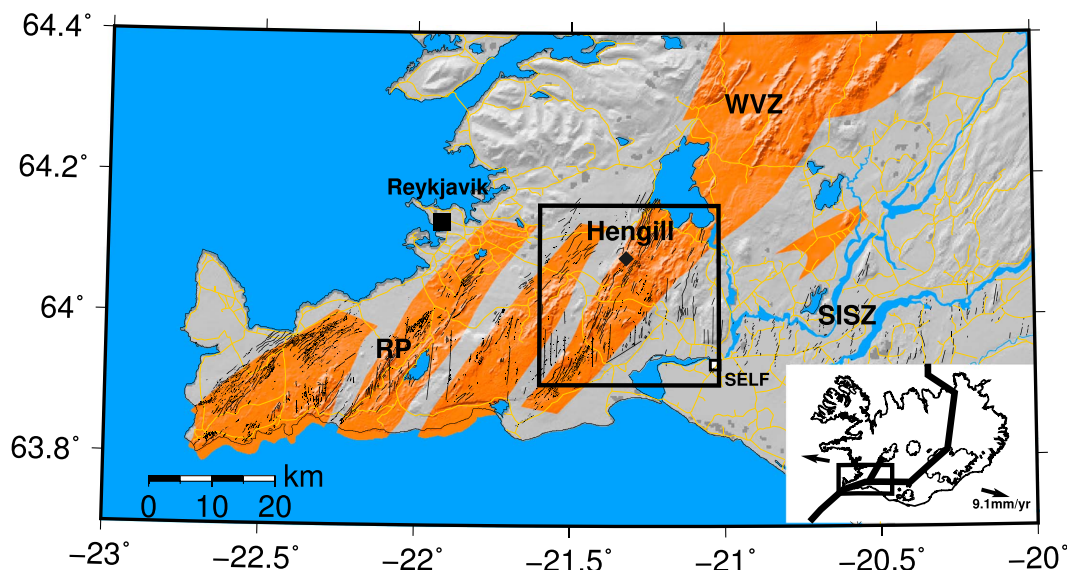 64.4°
WVZ
64.2°
Reykjavik
Hengill
64°
SISZ
RP
SELF
63.8°
km
0 10 20
9.1mm/yr
−23 −22.5° −22° −21.5° −21° −20.5° −20°